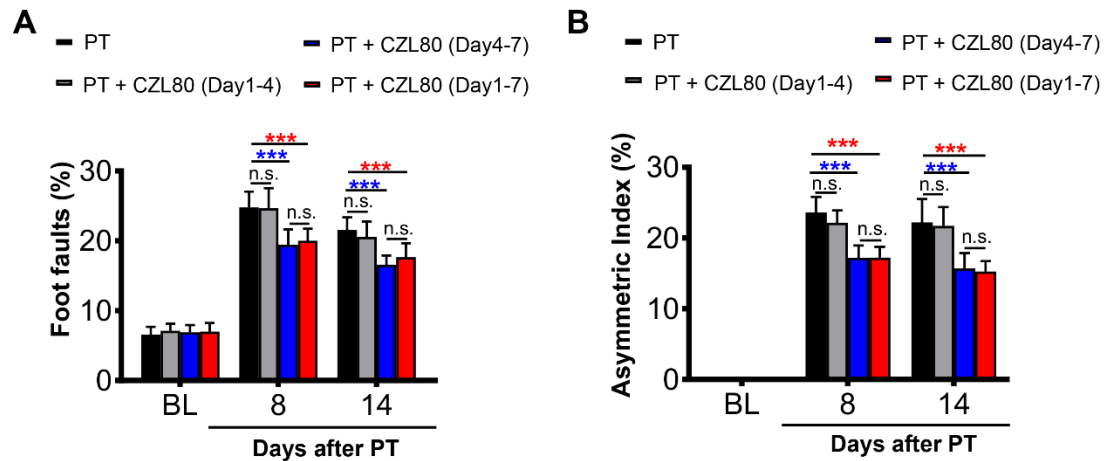 A
PT
PT + CZL80 (Day4-7)
PT + CZL80 (Day1-4)
PT + CZL80 (Day1-7)
Foot faults (%)
30
20
10
0
***
***
n.s.
n.s.
***
***
n.s.
n.s.
BL
8
14
Days after PT
B
PT
PT + CZL80 (Day4-7)
PT + CZL80 (Day1-4)
PT + CZL80 (Day1-7)
Asymmetric Index (%)
30
20
10
0
***
***
n.s.
n.s.
***
***
n.s.
n.s.
BL
8
14
Days after PT